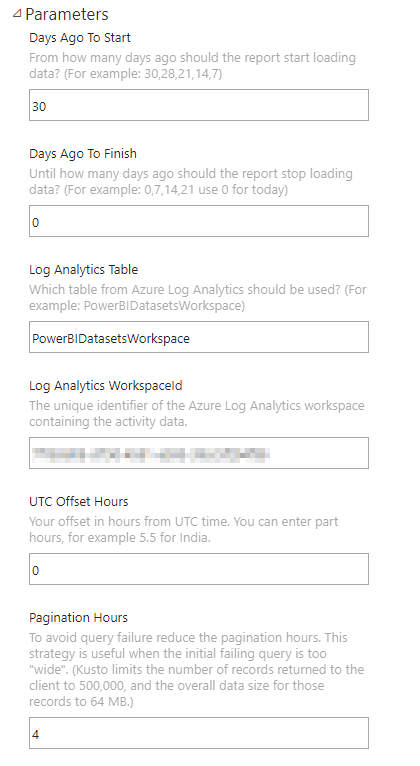 Parameters
Days Ago To Start
From how many days ago should the report start loading
data? (For example: 30,28,21,14,7)
30
Days Ago To Finish
Until how many days ago should the report stop loading
data? (For example: 0,7,14,21 use 0 for today)
0
Log Analytics Table
Which table from Azure Log Analytics should be used? (For
example: PowerBIDatasetsWorkspace)
PowerBIDatasetsWorkspace
Log Analytics WorkspaceId
The unique identifier of the Azure Log Analytics workspace
containing the activity data.
UTC Offset Hours
Your offset in hours from UTC time. You can enter part
hours, for example 5.5 for India.
0
Pagination Hours
To avoid query failure reduce the pagination hours. This
strategy is useful when the initial failing query is too
"wide". (Kusto limits the number of records returned to the
client to 500,000, and the overall data size for those
records to 64 MB.)
4